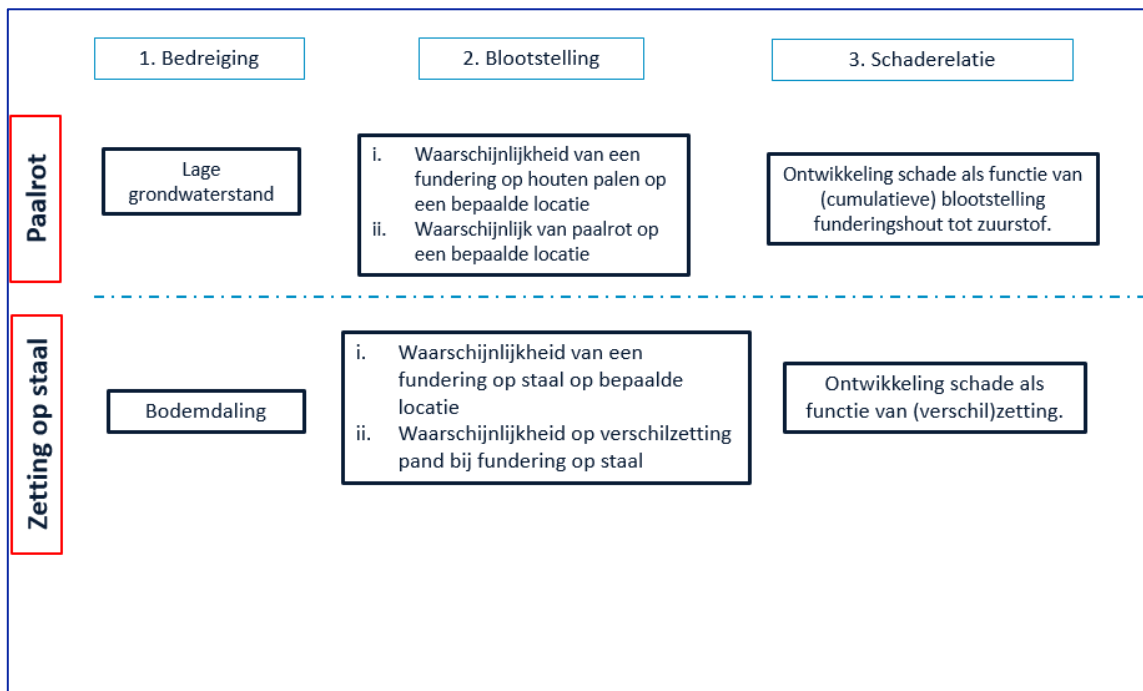 1. Bedreiging
2. Blootstelling
3. Schaderelatie
Paalrot
Lage
grondwaterstand
i. Waarschijnlijkheid van een
fundering op houten palen op
een bepaalde locatie
ii. Waarschijnlijk van paalrot op
een bepaalde locatie
Ontwikkeling schade als functie van
(cumulatieve) blootstelling
funderingshout tot zuurstof.
Zetting op staal
Bodemdaling
i. Waarschijnlijkheid van een
fundering op staal op bepaalde
locatie
ii. Waarschijnlijkheid op verschilzetting
pand bij fundering op staal
Ontwikkeling schade als
functie van (verschil)zetting.